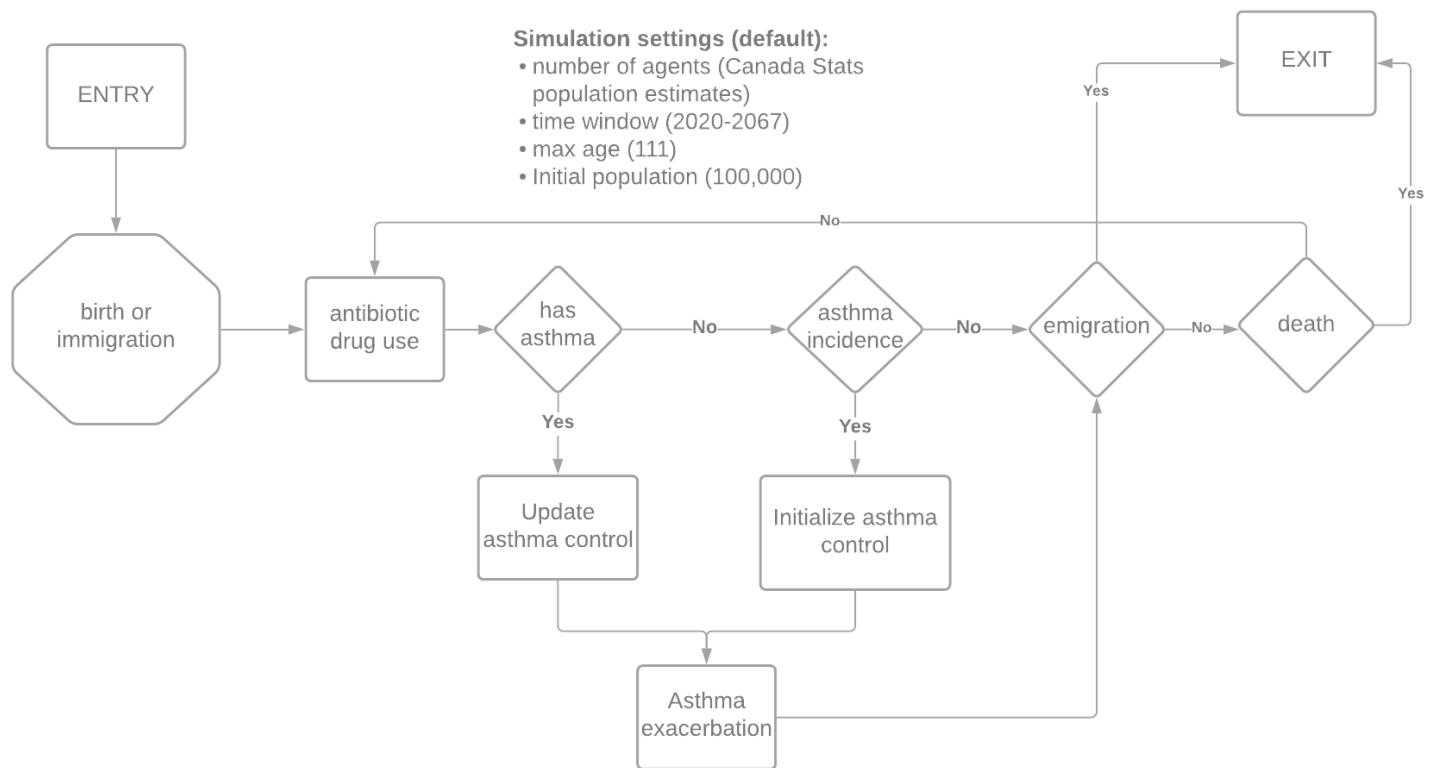 Simulation settings (default):
• number of agents (Canada Stats
population estimates)
• time window (2020-2067)
• max age (111)
• Initial population (100,000)
ENTRY
EXIT
Yes
Yes
No
birth or
immigration
antibiotic
drug use
has
asthma
No
asthma
incidence
No
emigration
No
death
Yes
Yes
Update
asthma control
Initialize asthma
control
Asthma
exacerbation